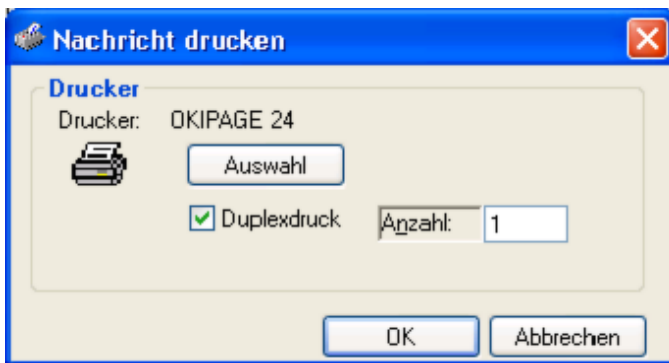 Nachricht drucken
Drucker
Drucker: OKIPAGE 24
Auswahl
Duplexdruck Anzahl: 1
OK Abbrechen